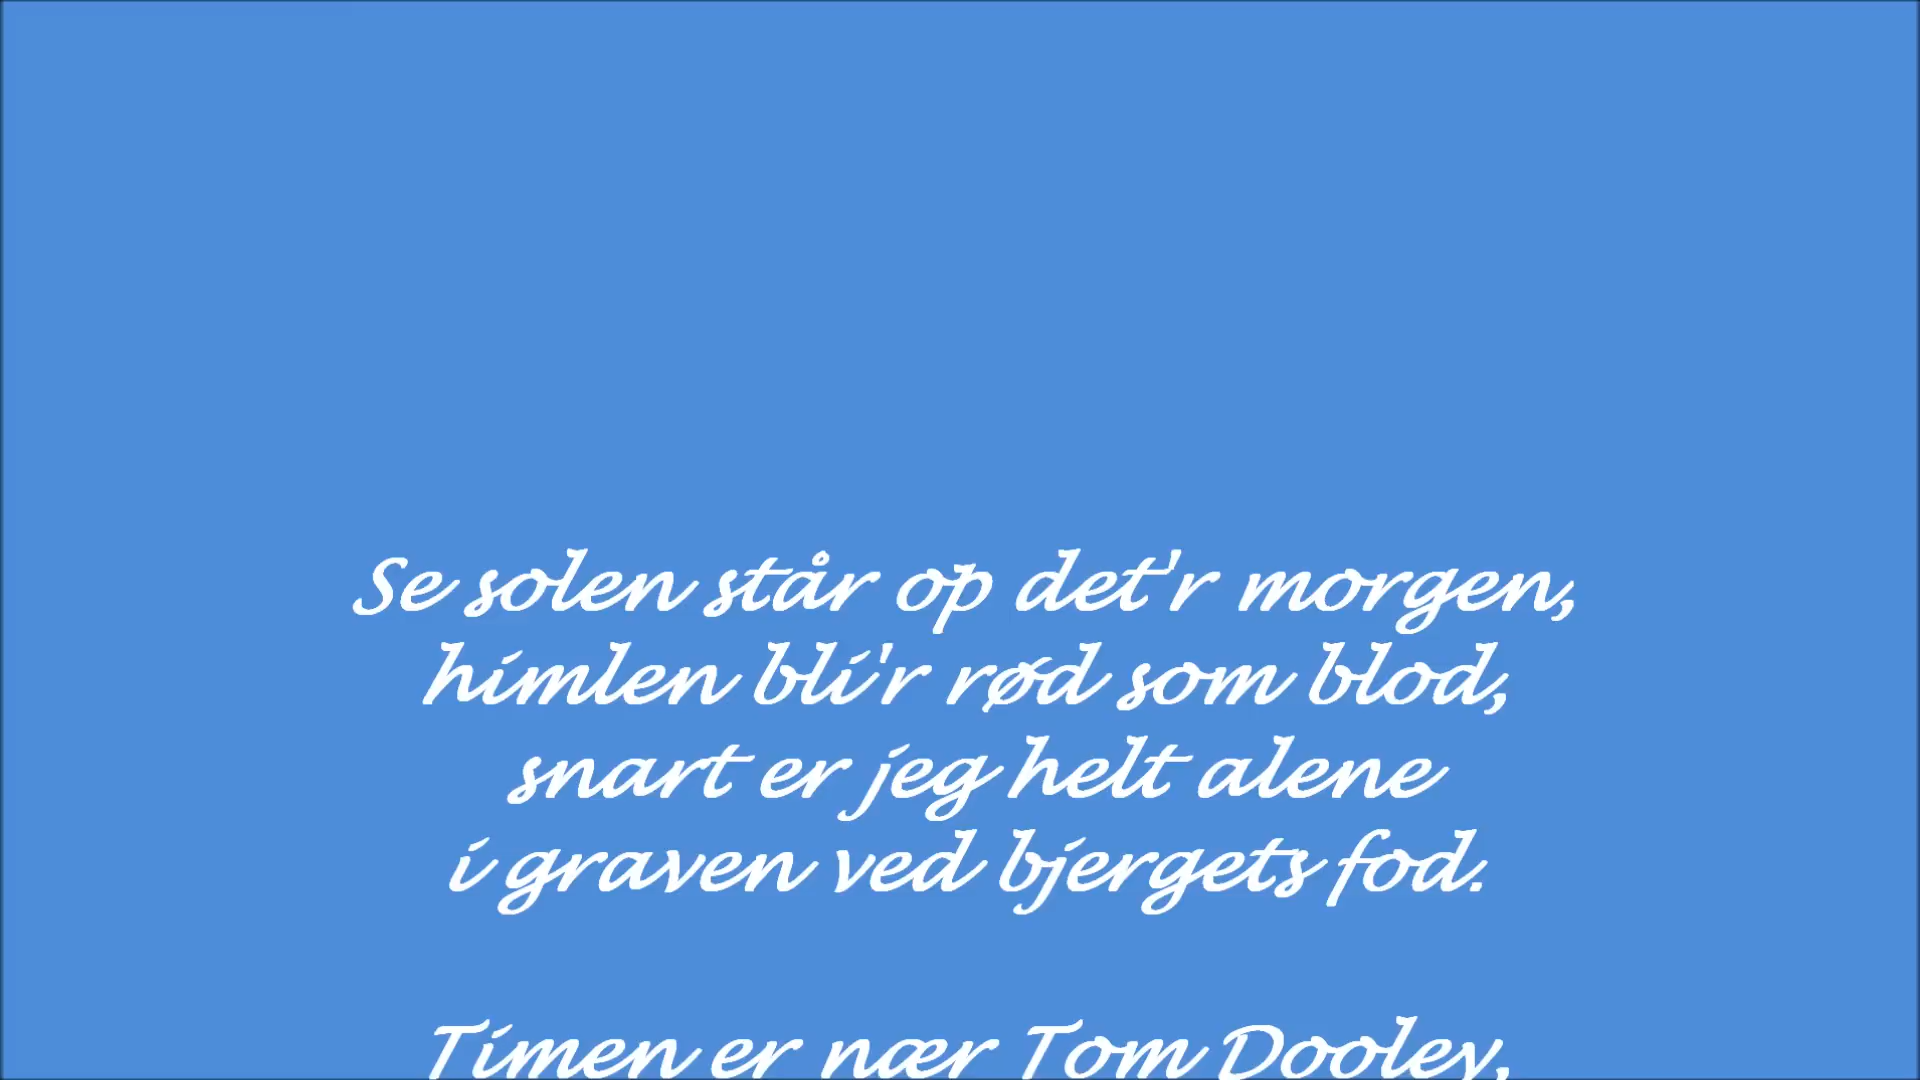 Se solen står op det'r morgen,
himlen bli'r rød som blod,
snart er jeg helt alene
i graven ved bjergets fod.
Timen er nær Tom Dooley,